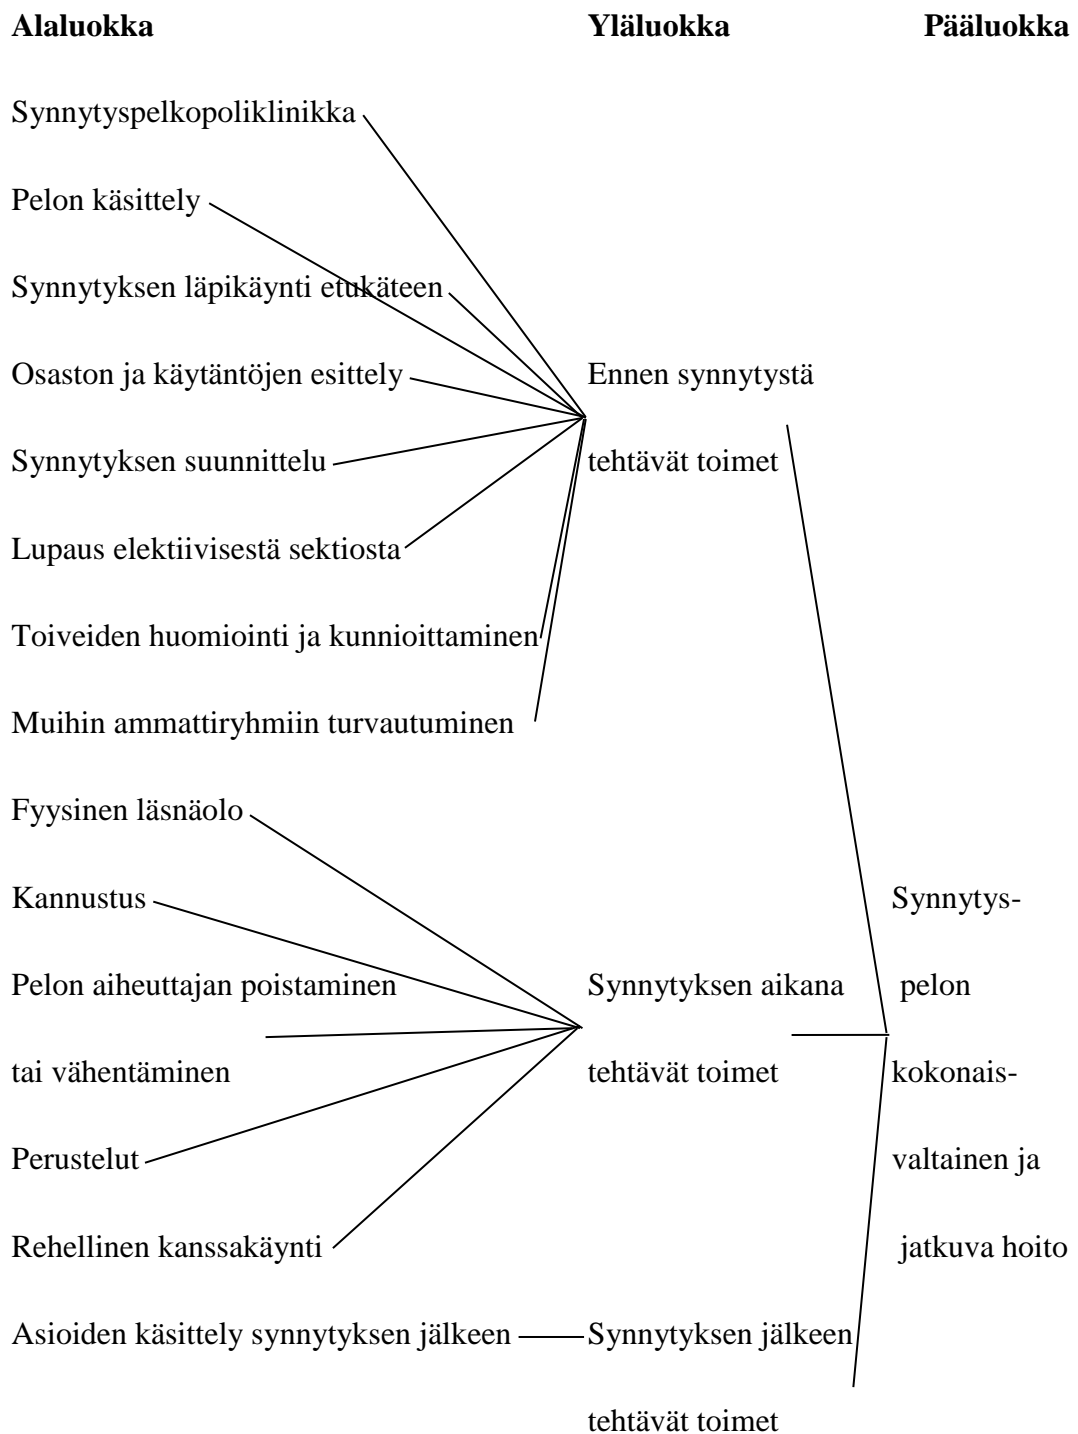 Alaluokka Yläluokka Pääluokka
Synnytyspelkopoliklinikka
Pelon käsittely
Synnytyksen läpikäynti etukäteen
Osaston ja käytäntöjen esittely Ennen synnytystä
Synnytyksen suunnittelu tehtävät toimet
Lupaus elektiivisestä sektiosta
Toiveiden huomiointi ja kunnioittaminen
Muihin ammattiryhmiin turvautuminen
Fyysinen läsnäolo
Kannustus Synnytys-
Pelon aiheuttajan poistaminen Synnytyksen aikana pelon
tai vähentäminen tehtävät toimet kokonais-
Perustelut valtainen ja
Rehellinen kanssakäynti jatkuva hoito
Asioiden käsittely synnytyksen jälkeen Synnytyksen jälkeen
tehtävät toimet